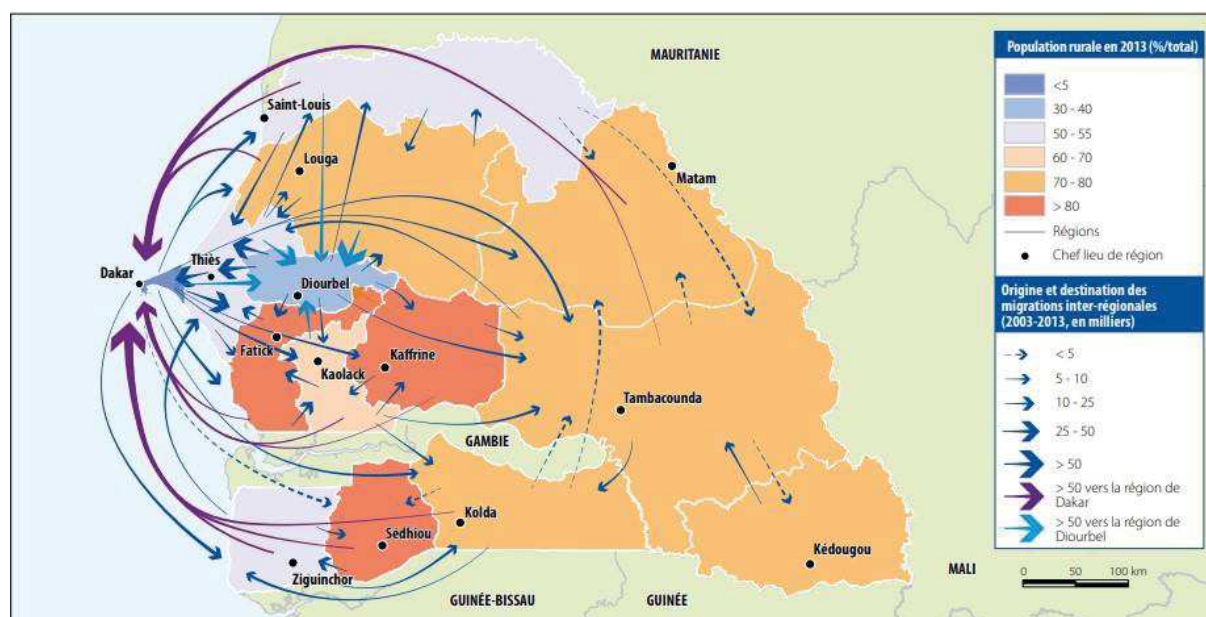 MAURITANIE
Saint-Louis
Louga
Matam
Dakar
Thiès
Diourbel
Fatick
Kaolack
Kaffrine
Tambacounda
GAMBIE
Kolda
Sédhiou
Ziguinchor
Kédougou
MALI
GUINÉE-BISSAU
GUINÉE
Population rurale en 2013 (%/total)
<5
30 - 40
50 - 55
60 - 70
70 - 80
> 80
Régions
Chef lieu de région
Origine et destination des
migrations inter-régionales
(2003-2013, en milliers)
< 5
5 - 10
10 - 25
25 - 50
> 50
> 50 vers la région de
Dakar
> 50 vers la région de
Diourbel
0 50 100 km